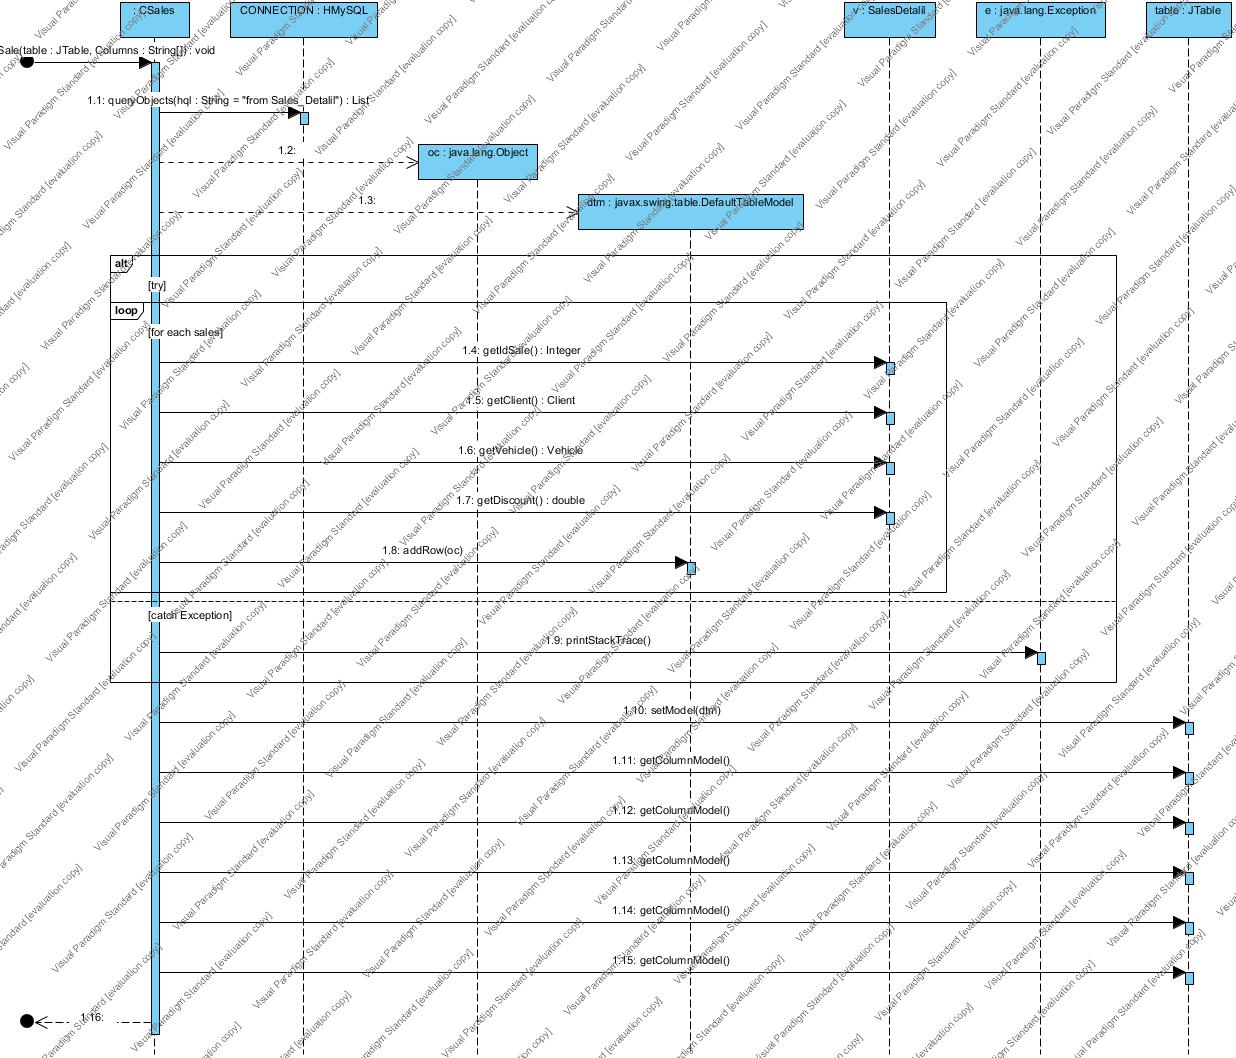 : CSales
CONNECTION : HMySQL
v : SalesDetalil
e : java.lang.Exception
table : JTable
Sale(table : JTable, Columns : String[]) : void
1.1: queryObjects(hql : String = "from Sales_Detalil") : List
1.2:
oc : java.lang.Object
1.3:
dtm : javax.swing.table.DefaultTableModel
alt
[try]
loop
[for each sales]
1.4: getIdSale() : Integer
1.5: getClient() : Client
1.6: getVehicle() : Vehicle
1.7: getDiscount() : double
1.8: addRow(oc)
[catch Exception]
1.9: printStackTrace()
1.10: setModel(dtm)
1.11: getColumnModel()
1.12: getColumnModel()
1.13: getColumnModel()
1.14: getColumnModel()
1.15: getColumnModel()
1.16:
Visual Paradigm Standard [evaluation copy]